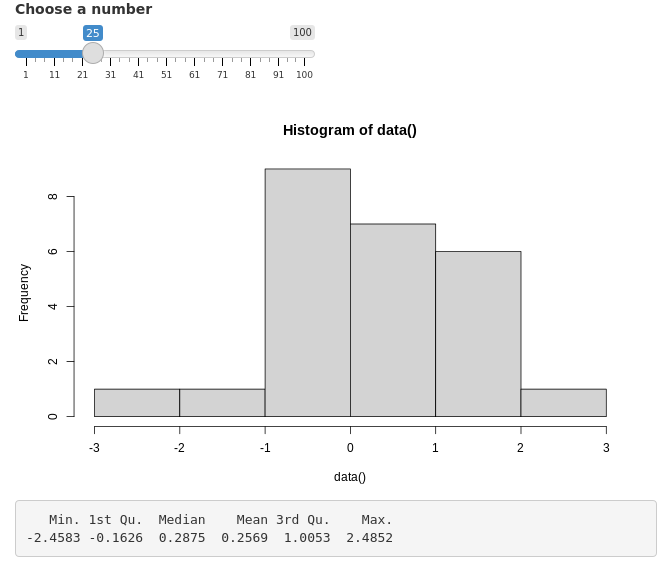 Choose a number
1 25 100
1 11 21 31 41 51 61 71 81 91 100
Histogram of data()
Frequency
8
6
4
2
0
-3 -2 -1 0 1 2 3
data()
Min. 1st Qu. Median Mean 3rd Qu. Max.
-2.4583 -0.1626 0.2875 0.2569 1.0053 2.4852